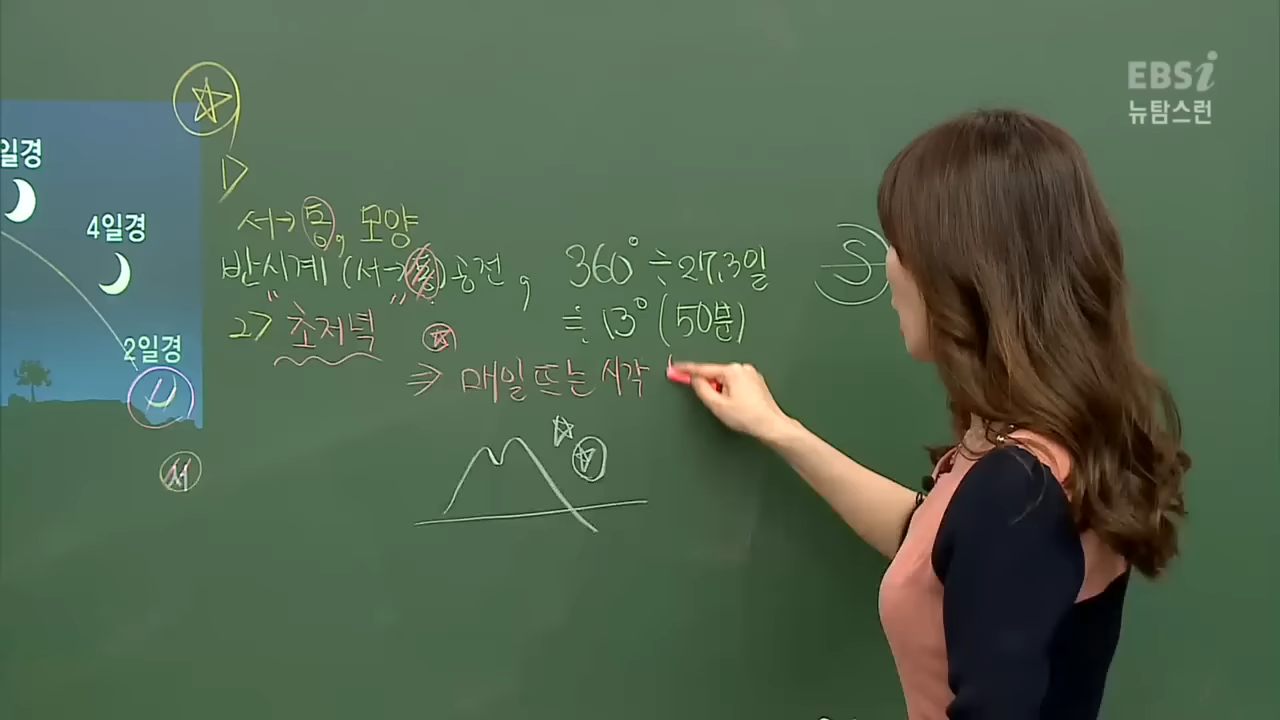 EBSi
뉴탐스런
일경
4일경
2일경
서
1>
서→동, 모양
반시계 (서→동)공전, 360° ÷27.3일
≒ 13° (50분)
2> "초저녁"
⇒ 매일 뜨는 시각
S